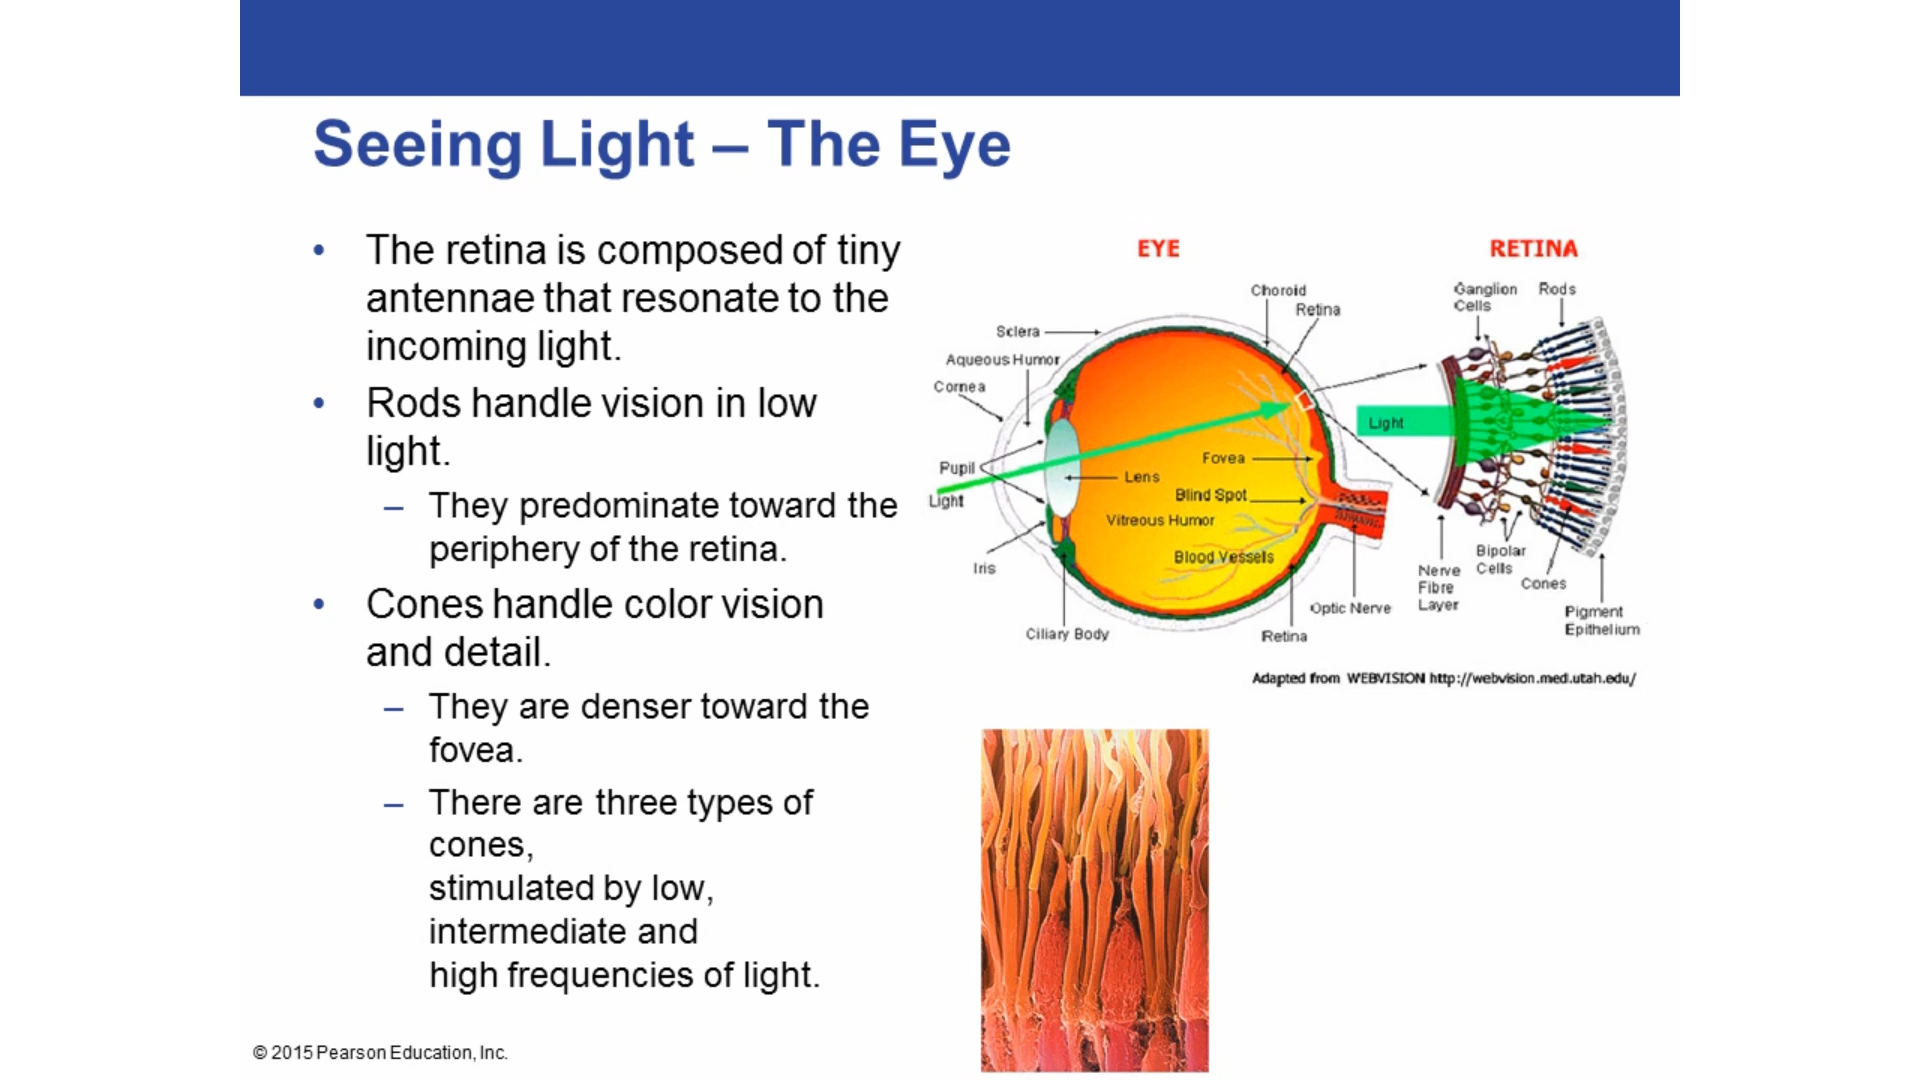 Seeing Light – The Eye
• The retina is composed of tiny
antennae that resonate to the
incoming light.
• Rods handle vision in low
light.
– They predominate toward the
periphery of the retina.
• Cones handle color vision
and detail.
– They are denser toward the
fovea.
– There are three types of
cones,
stimulated by low,
intermediate and
high frequencies of light.
EYE
RETINA
Choroid
Retina
Sclera
Aqueous Humor
Cornea
Pupil
Light
Iris
Ciliary Body
Lens
Fovea
Blind Spot
Vitreous Humor
Blood Vessels
Optic Nerve
Retina
Ganglion
Cells
Rods
Light
Nerve
Fibre
Layer
Bipolar
Cells
Cones
Pigment
Epithelium
Adapted from WEBVISION http://webvision.med.utah.edu/
© 2015 Pearson Education, Inc.